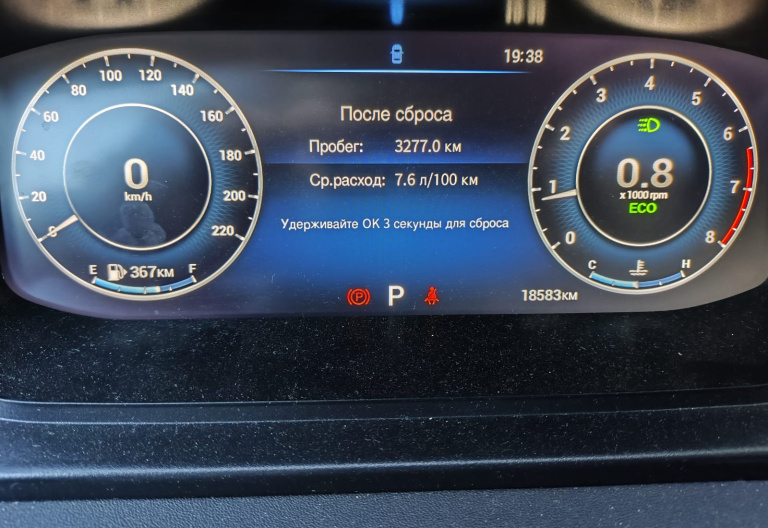 19:38
После сброса
Пробег: 3277.0 км
Ср.расход: 7.6 л/100 км
Удерживайте ОК 3 секунды для сброса
0
20
40
60
80
100
120
140
160
180
200
220
0
km/h
E
367км
F
0
1
2
3
4
5
6
7
8
0.8
x 1000 rpm
ECO
C
H
P
P
18583км